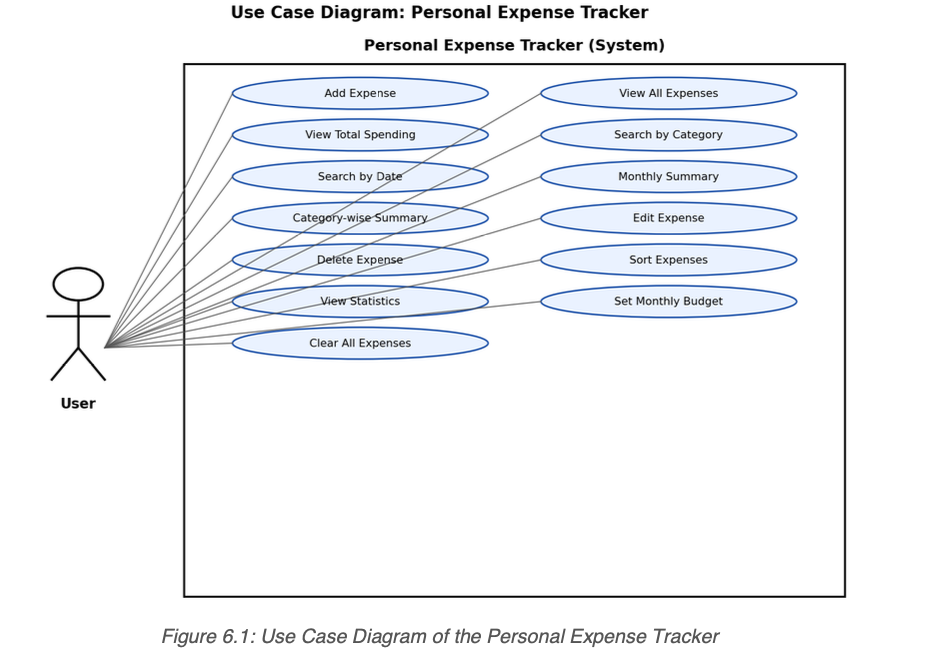 Use Case Diagram: Personal Expense Tracker
Personal Expense Tracker (System)
Add Expense
View All Expenses
View Total Spending
Search by Category
Search by Date
Monthly Summary
Category-wise Summary
Edit Expense
Delete Expense
Sort Expenses
View Statistics
Set Monthly Budget
Clear All Expenses
User
Figure 6.1: Use Case Diagram of the Personal Expense Tracker